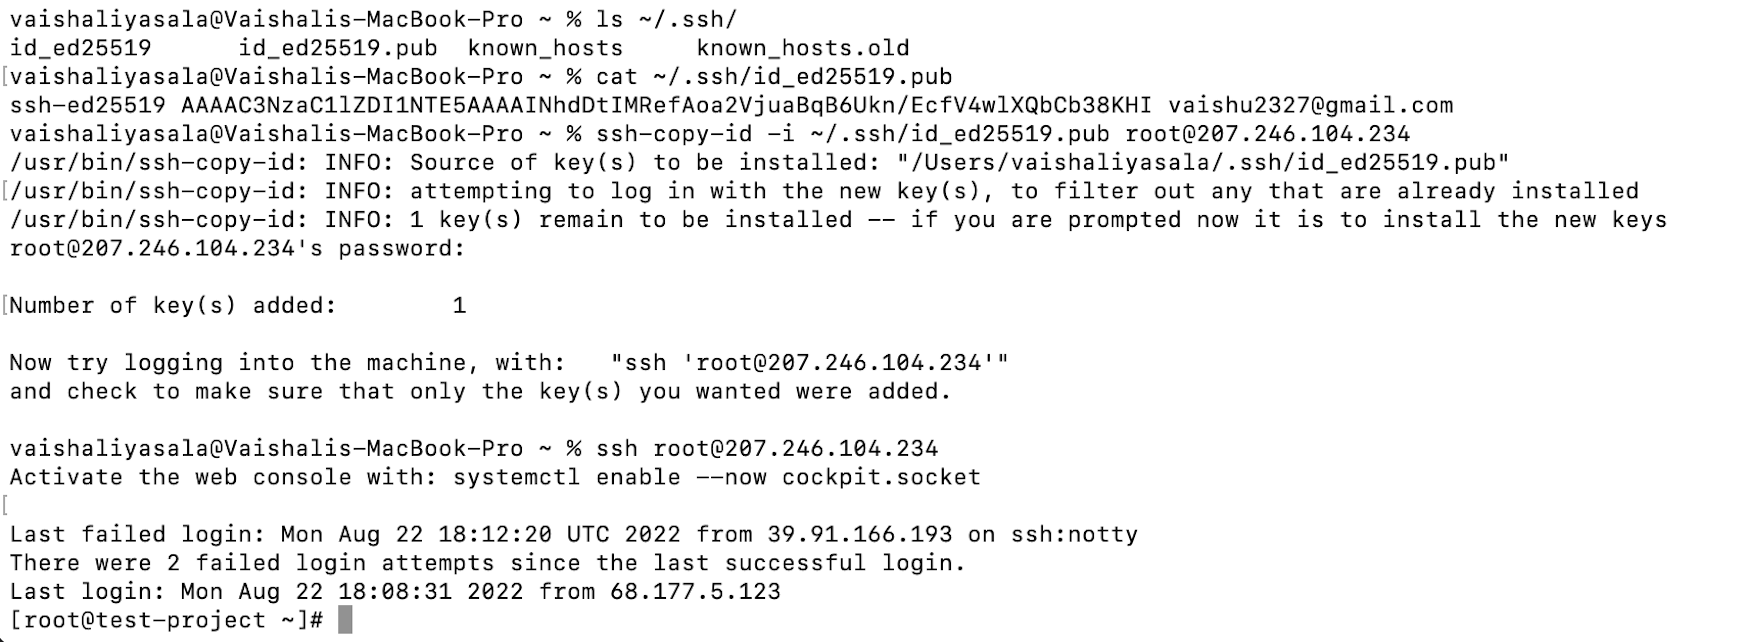 vaishaliyasala@Vaishalis-MacBook-Pro ~ % ls ~/.ssh/
id_ed25519      id_ed25519.pub  known_hosts     known_hosts.old
[vaishaliyasala@Vaishalis-MacBook-Pro ~ % cat ~/.ssh/id_ed25519.pub
ssh-ed25519 AAAAC3NzaC1lZDI1NTE5AAAAINhdDtIMRefAoa2VjuaBqB6Ukn/EcfV4wlXQbCb38KHI vaishu2327@gmail.com
vaishaliyasala@Vaishalis-MacBook-Pro ~ % ssh-copy-id -i ~/.ssh/id_ed25519.pub root@207.246.104.234
/usr/bin/ssh-copy-id: INFO: Source of key(s) to be installed: "/Users/vaishaliyasala/.ssh/id_ed25519.pub"
[/usr/bin/ssh-copy-id: INFO: attempting to log in with the new key(s), to filter out any that are already installed
/usr/bin/ssh-copy-id: INFO: 1 key(s) remain to be installed -- if you are prompted now it is to install the new keys
root@207.246.104.234's password:
[Number of key(s) added:        1
Now try logging into the machine, with:   "ssh 'root@207.246.104.234'"
and check to make sure that only the key(s) you wanted were added.
vaishaliyasala@Vaishalis-MacBook-Pro ~ % ssh root@207.246.104.234
Activate the web console with: systemctl enable --now cockpit.socket
[
Last failed login: Mon Aug 22 18:12:20 UTC 2022 from 39.91.166.193 on ssh:notty
There were 2 failed login attempts since the last successful login.
Last login: Mon Aug 22 18:08:31 2022 from 68.177.5.123
[root@test-project ~]#